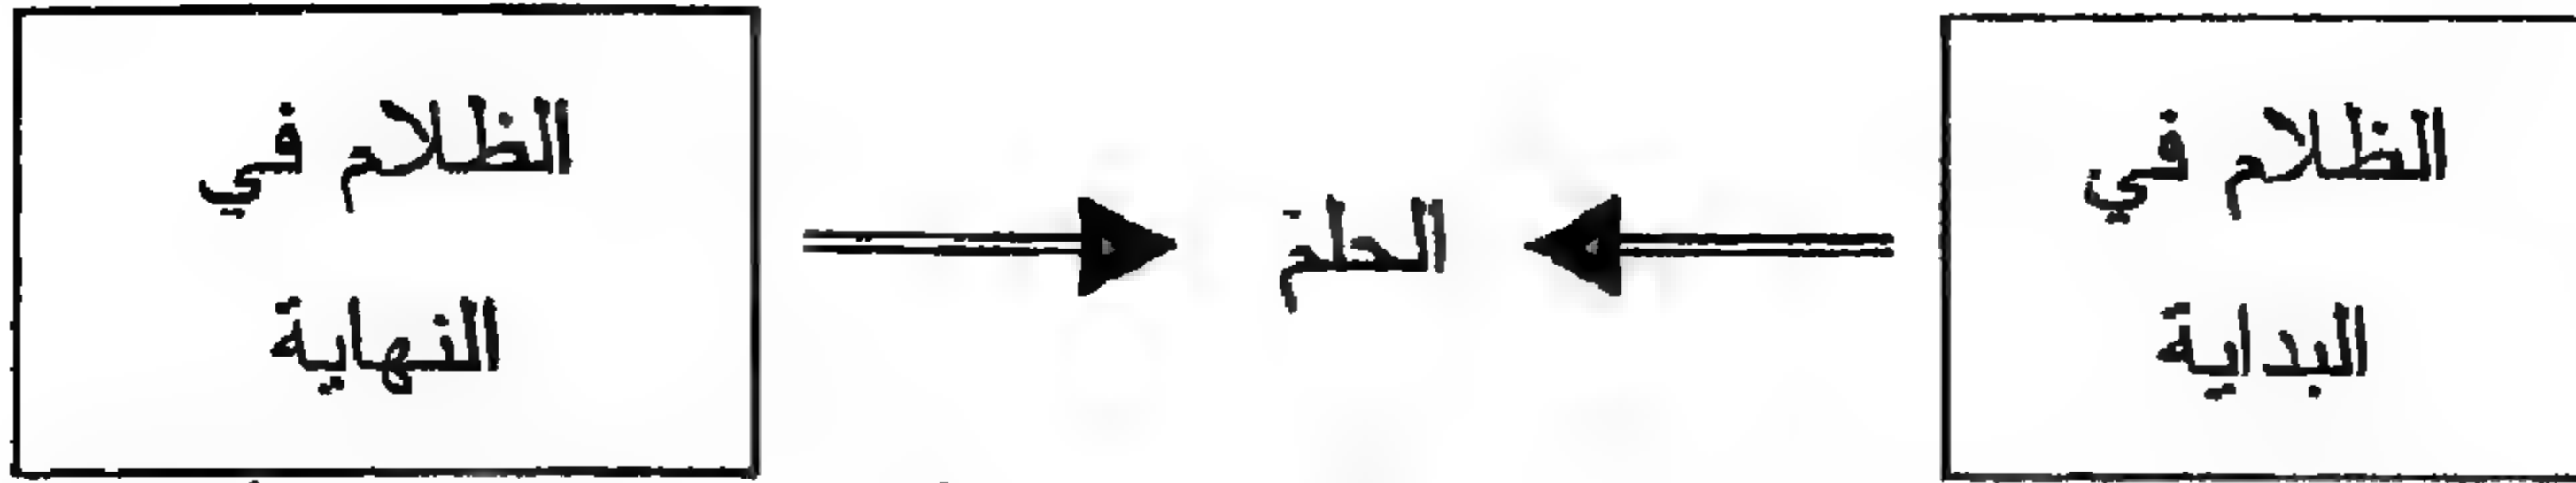 الظلام في
البداية
الحلم
الظلام في
النهاية